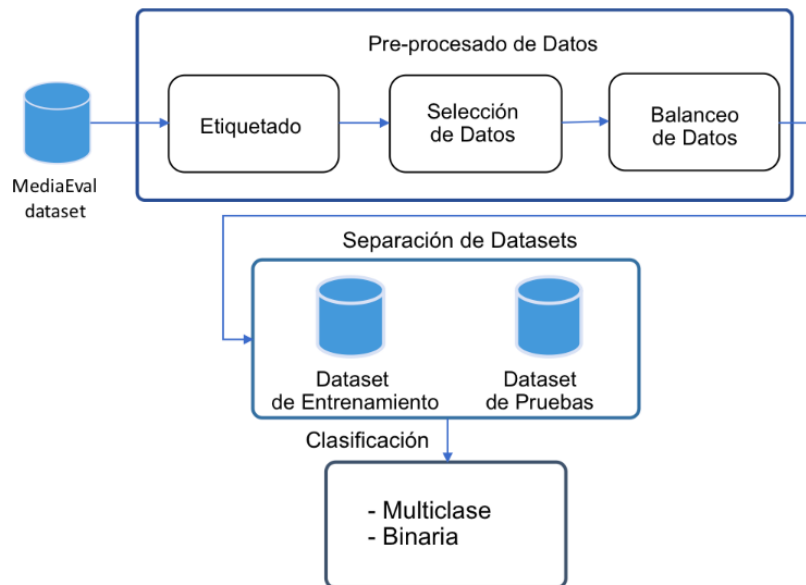 Pre-procesado de Datos
MediaEval
dataset
Etiquetado
Selección
de Datos
Balanceo
de Datos
Separación de Datasets
Dataset
de Entrenamiento
Dataset
de Pruebas
Clasificación
- Multiclase
- Binaria